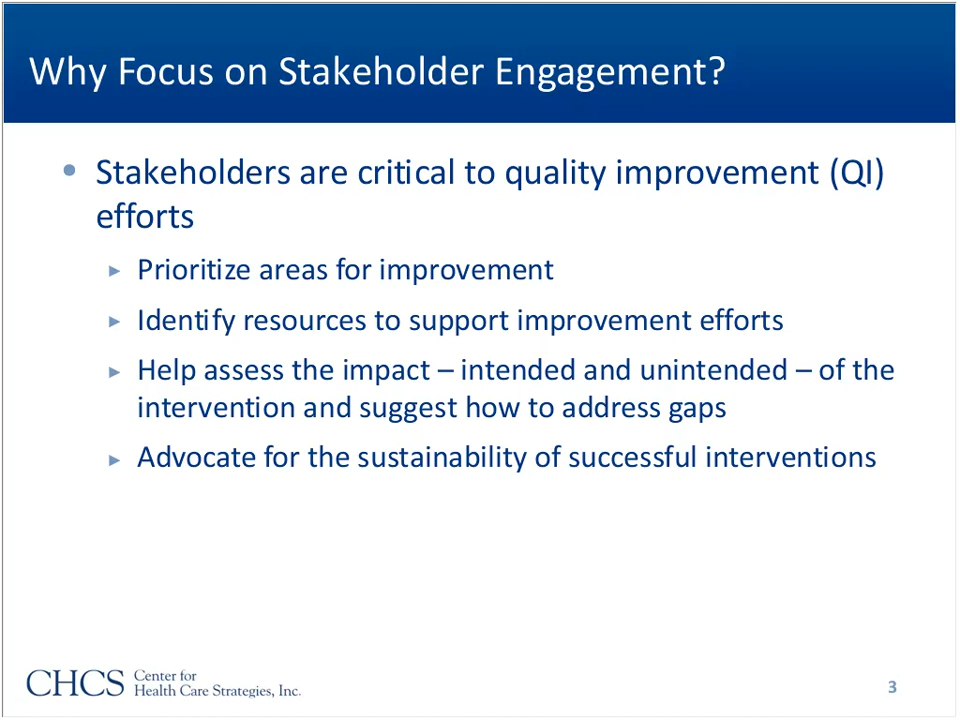 Why Focus on Stakeholder Engagement?
• Stakeholders are critical to quality improvement (QI)
efforts
▸ Prioritize areas for improvement
▸ Identify resources to support improvement efforts
▸ Help assess the impact – intended and unintended – of the
intervention and suggest how to address gaps
▸ Advocate for the sustainability of successful interventions
CHCS Center for
Health Care Strategies, Inc.
3